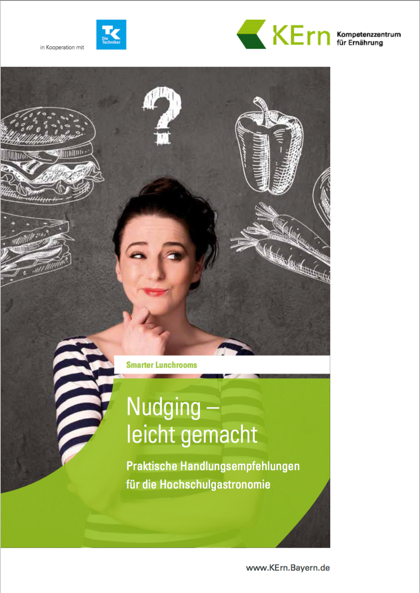 in Kooperation mit
TK
Die
Techniker
KErn
Kompetenzzentrum
für Ernährung
?
Smarter Lunchrooms
Nudging –
leicht gemacht
Praktische Handlungsempfehlungen
für die Hochschulgastronomie
www.KErn.Bayern.de